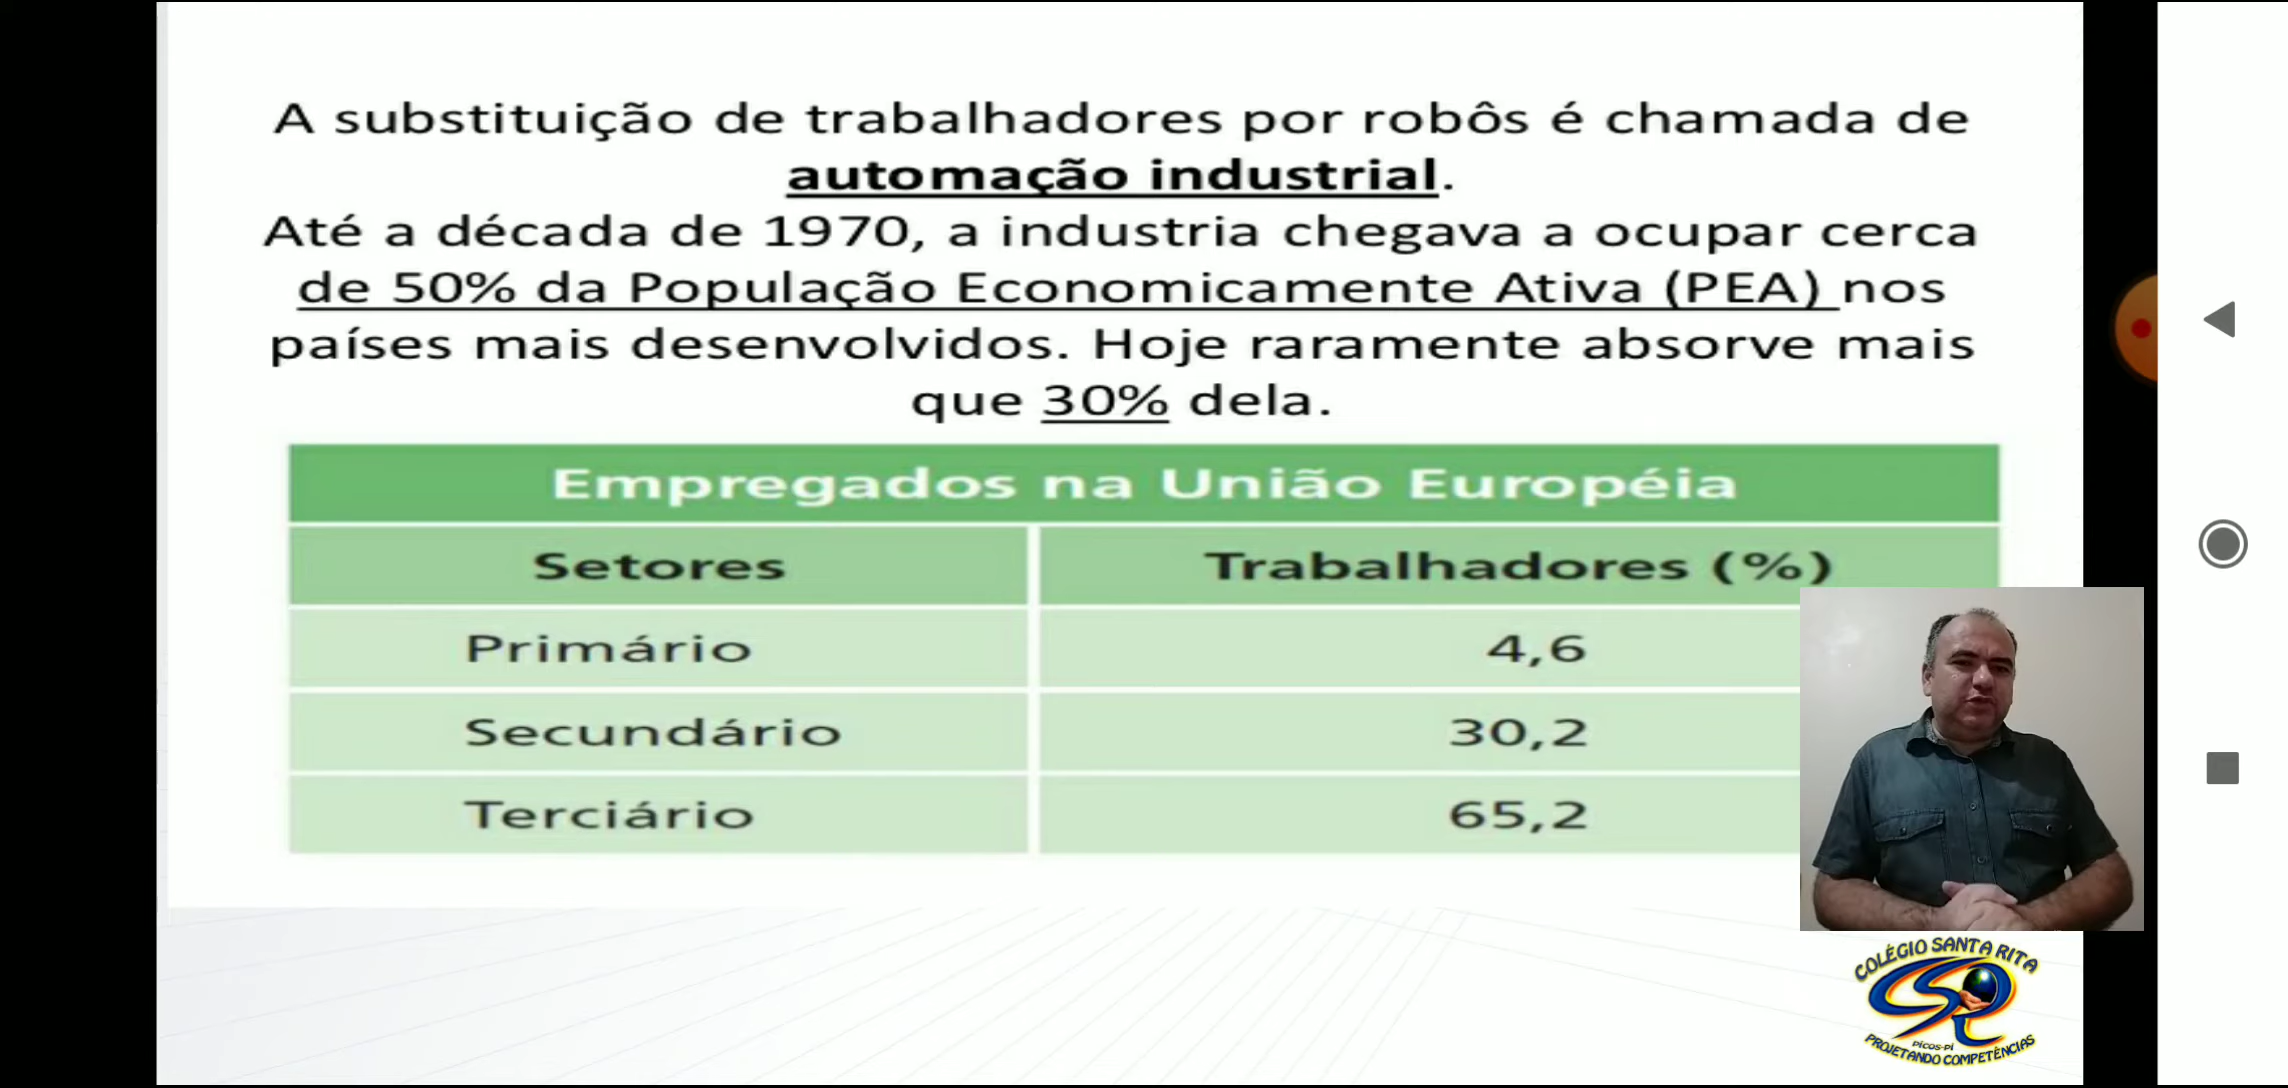 A substituição de trabalhadores por robôs é chamada de
automação industrial.
Até a década de 1970, a industria chegava a ocupar cerca
de 50% da População Economicamente Ativa (PEA) nos
países mais desenvolvidos. Hoje raramente absorve mais
que 30% dela.
Empregados na União Européia
Setores Trabalhadores (%)
Primário 4,6
Secundário 30,2
Terciário 65,2
COLÉGIO SANTA RITA
CSR
PICOS-PI
PROJETANDO COMPETÊNCIAS